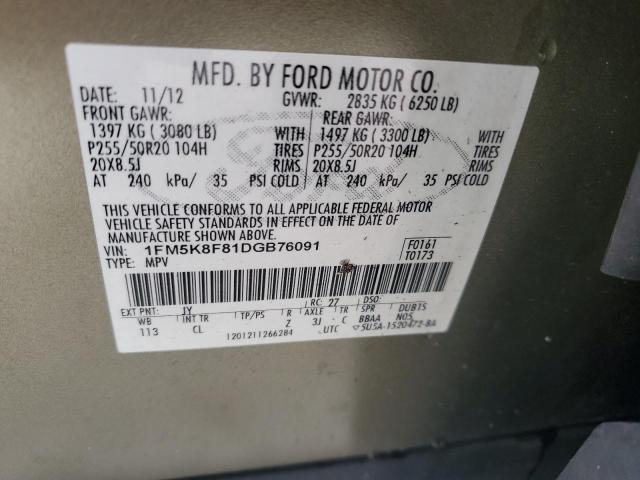 MFD. BY FORD MOTOR CO.
DATE: 11/12 GVWR: 2835 KG ( 6250 LB)
FRONT GAWR: REAR GAWR:
1397 KG ( 3080 LB) WITH 1497 KG ( 3300 LB) WITH
P255/50R20 104H TIRES P255/50R20 104H TIRES
20X8.5J RIMS 20X8.5J RIMS
AT 240 kPa/ 35 PSI COLD AT 240 kPa/ 35 PSI COLD
THIS VEHICLE CONFORMS TO ALL APPLICABLE FEDERAL MOTOR
VEHICLE SAFETY STANDARDS IN EFFECT ON THE DATE OF
MANUFACTURE SHOWN ABOVE.
VIN: 1FM5K8F81DGB76091 F0161
TYPE: MPV T0173
EXT PNT: JY RC: 27 DSO:
WB INT TR TP/PS R AXLE TR SPR DUBTS
113 CL Z 3J C BBAA N05
1201211266284 UTC ▽5U5A-1520472-BA